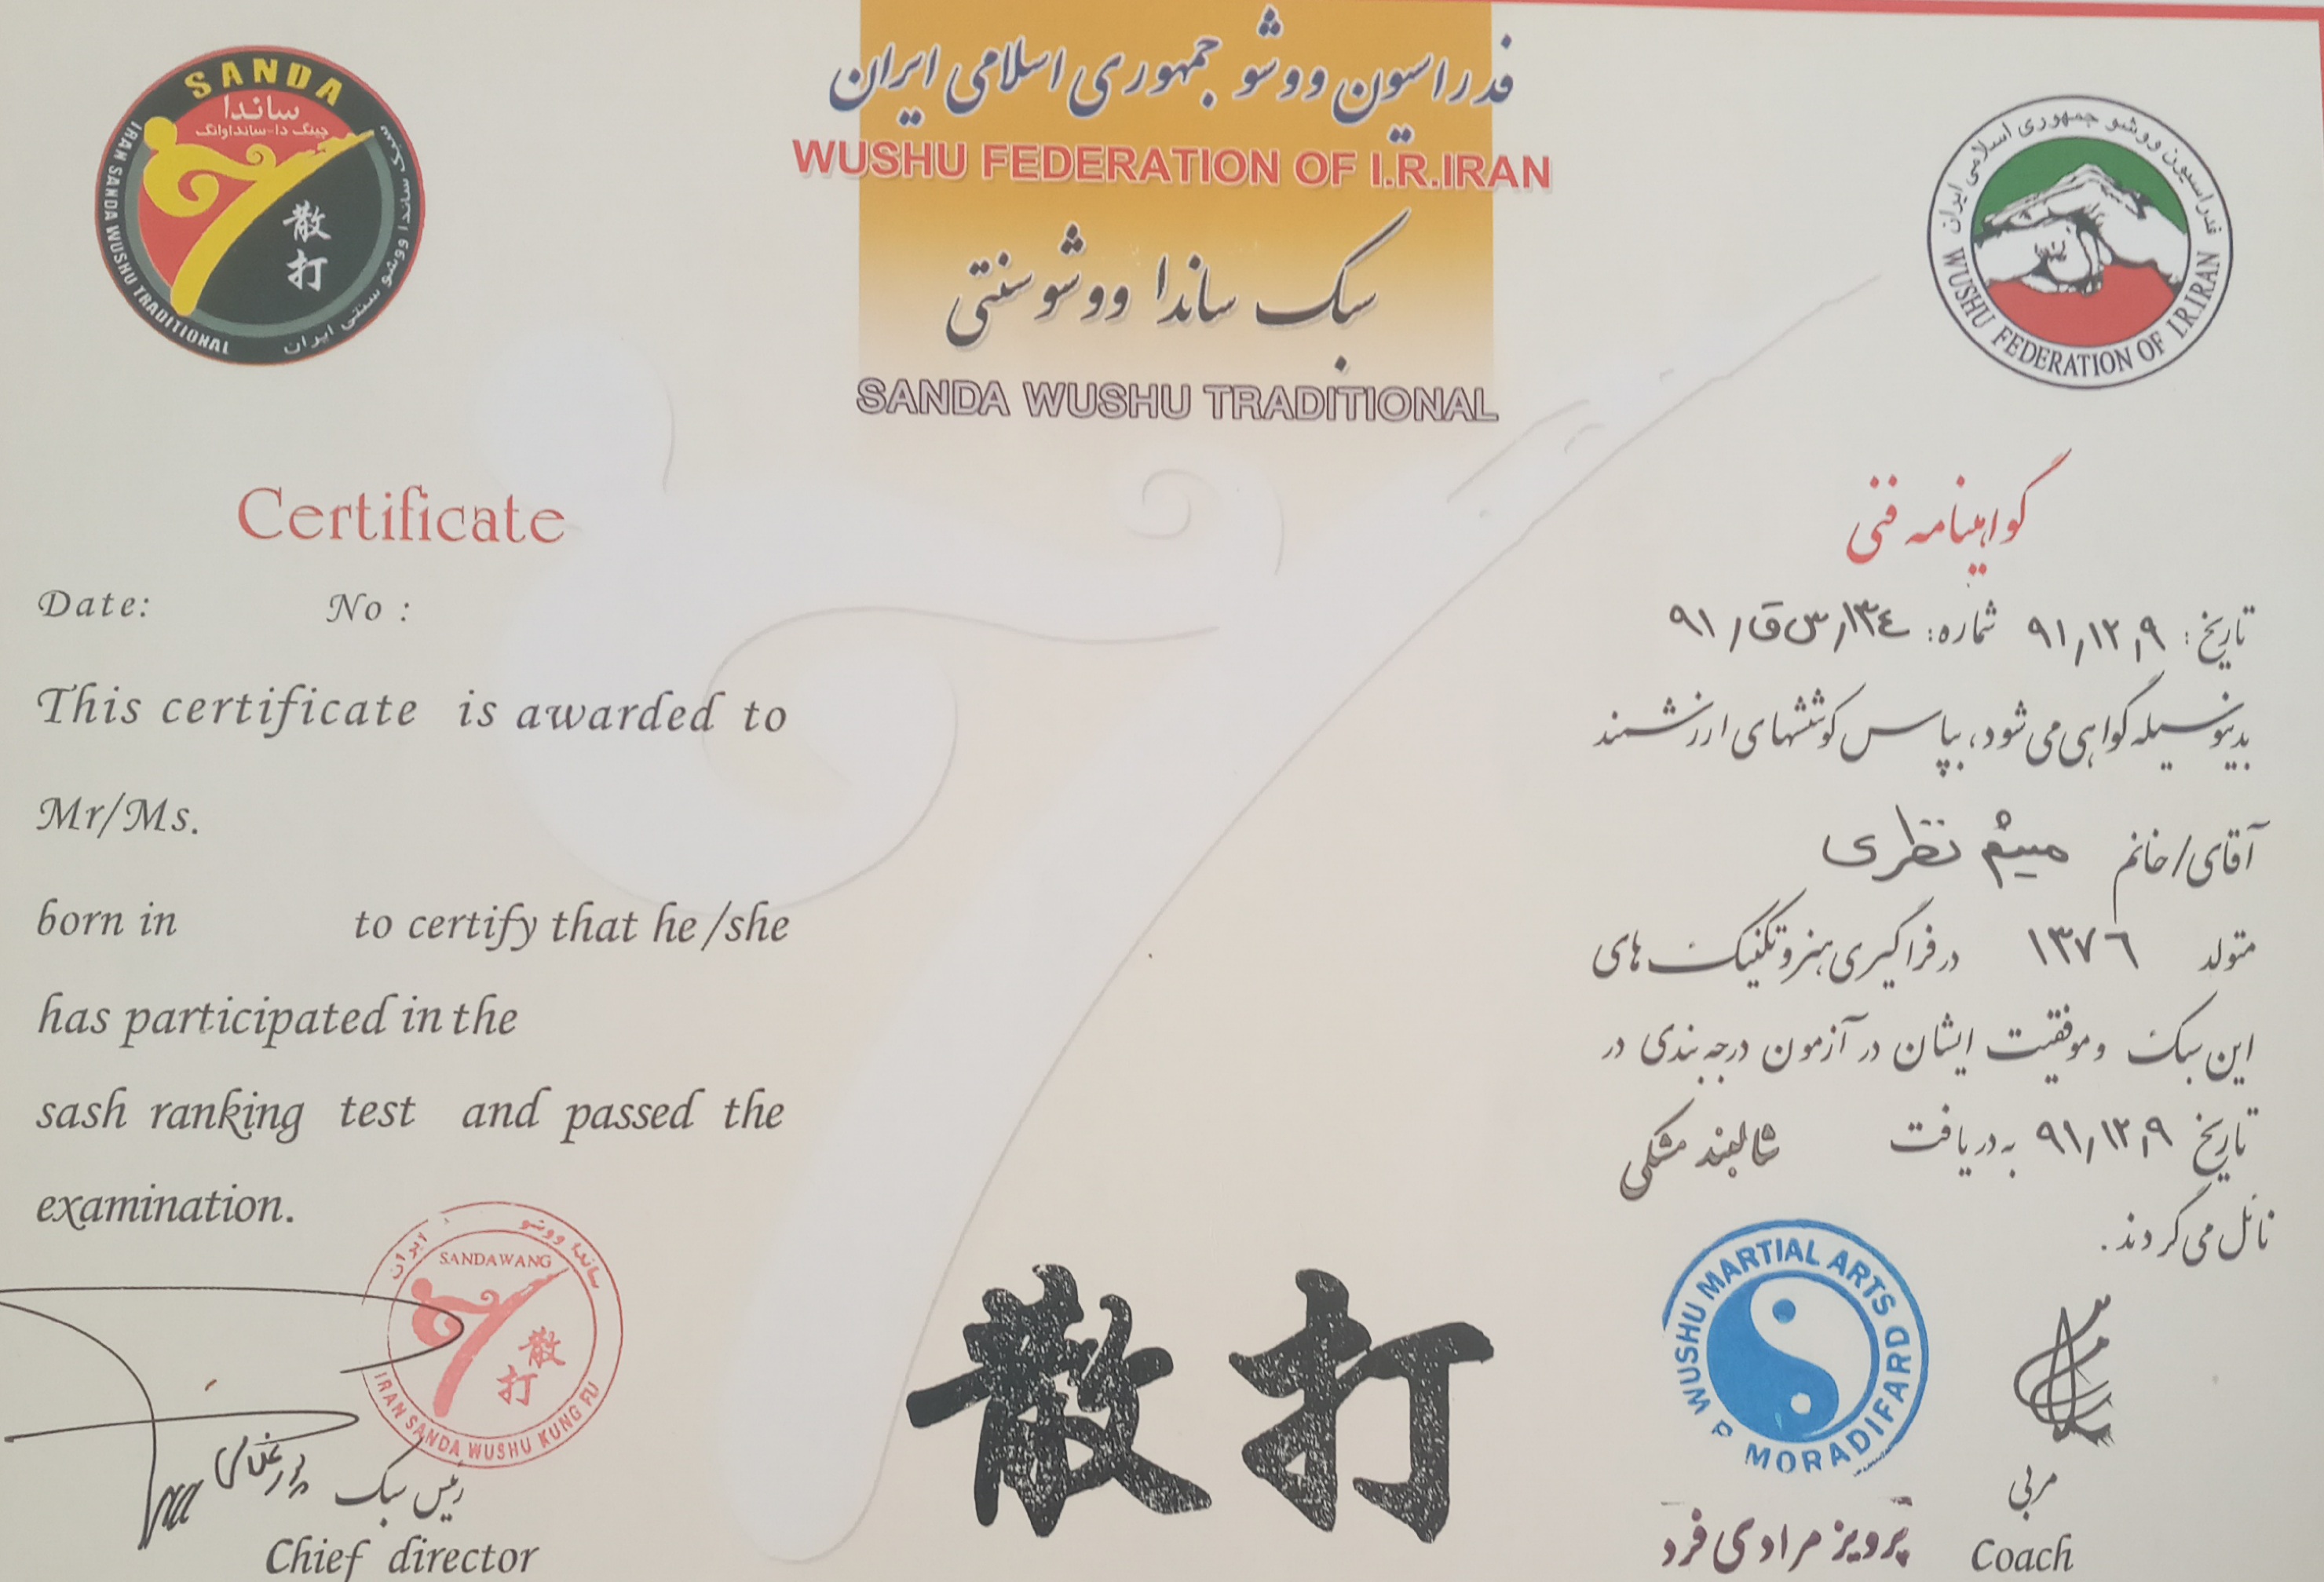 SANDA
ساندا
چینگ دا-سانداوانگ
散打
IRAN SANDA WUSHU TRADITIONAL
سبک ساندا ووشو سنتی ایران
فدراسیون ووشو جمهوری اسلامی ایران
WUSHU FEDERATION OF I.R.IRAN
سبک ساندا ووشو سنتی
SANDA WUSHU TRADITIONAL
فدراسیون ووشو جمهوری اسلامی ایران
WUSHU FEDERATION OF I.R.IRAN
Certificate
Date: No :
This certificate is awarded to
Mr/Ms.
born in to certify that he/she
has participated in the
sash ranking test and passed the
examination.
گواهینامه فنی
تاریخ: ۹۱/۱۲/۹ شماره: ۱۳۴/س ق/۹۱
بدینوسیله گواهی می شود، بپاس کوششهای ارزشمند
آقای/خانم میثم نظری
متولد ۱۳۷۶ در فراگیری هنر و تکنیک های
این سبک و موفقیت ایشان در آزمون درجه بندی در
تاریخ ۹۱/۱۲/۹ به دریافت شالبند مشکی
نائل می گردند.
ساندا ووشو ایران
SANDAWANG
散打
IRAN SANDA WUSHU KUNG FU
پورغلامی
رئیس سبک
Chief director
散打
WUSHU MARTIAL ARTS
P MORADIFARD
پرویز مرادی فرد
مربی
Coach